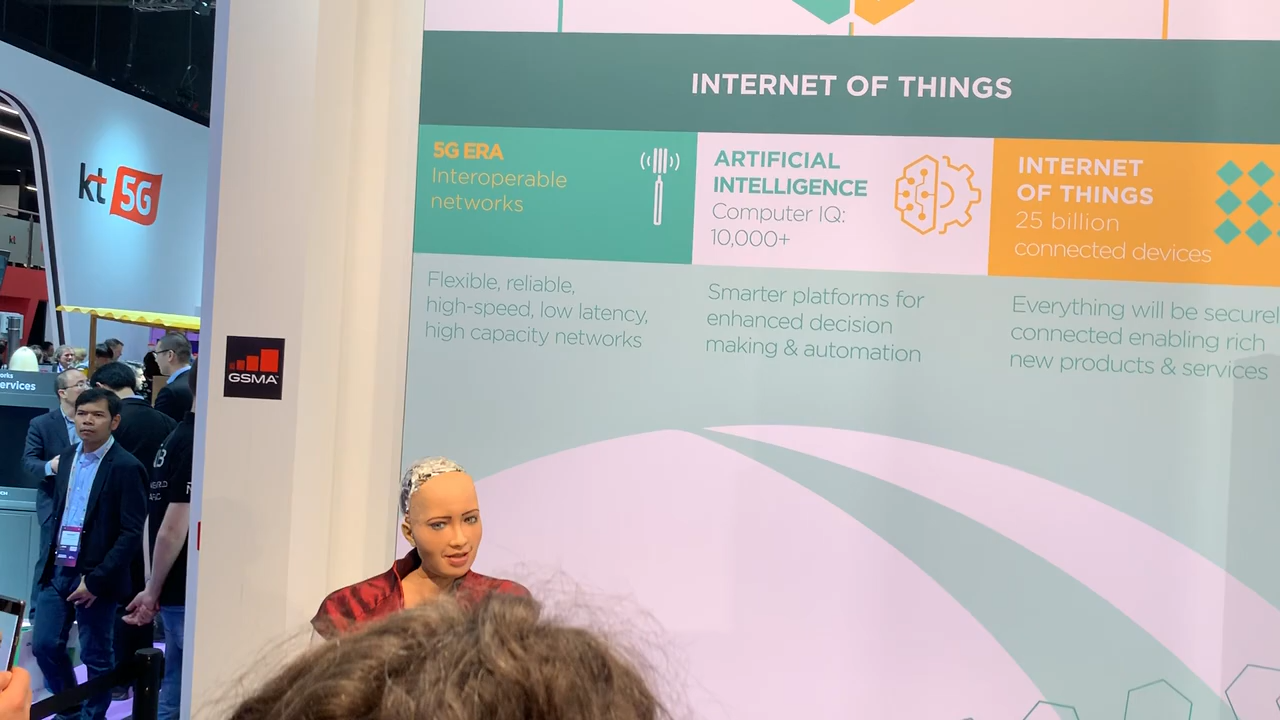 INTERNET OF THINGS
5G ERA
Interoperable
networks
ARTIFICIAL
INTELLIGENCE
Computer IQ:
10,000+
INTERNET
OF THINGS
25 billion
connected devices
Flexible, reliable,
high-speed, low latency,
high capacity networks
Smarter platforms for
enhanced decision
making & automation
Everything will be securel
connected enabling rich
new products & services
kt 5G
GSMA
ervices